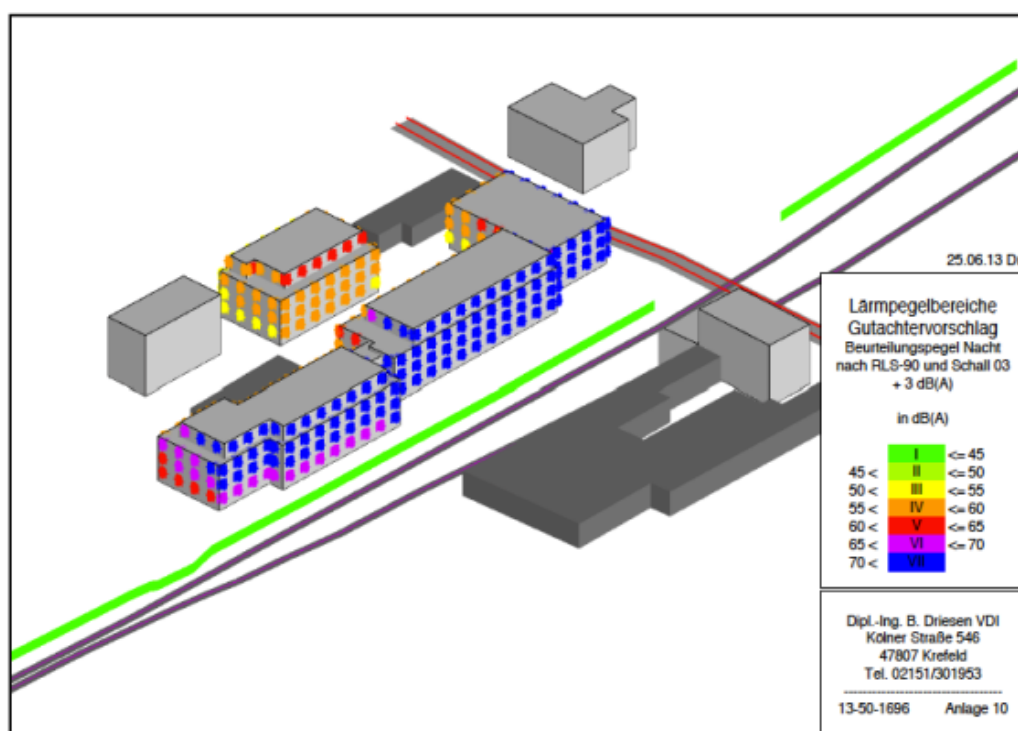 25.06.13 D
Lärmpegelbereiche
Gutachtervorschlag
Beurteilungspegel Nacht
nach RLS-90 und Schall 03
+ 3 dB(A)
in dB(A)
I <= 45
45 < II <= 50
50 < III <= 55
55 < IV <= 60
60 < V <= 65
65 < VI <= 70
70 < VII
Dipl.-Ing. B. Driesen VDI
Kölner Straße 546
47807 Krefeld
Tel. 02151/301953
13-50-1696 Anlage 10